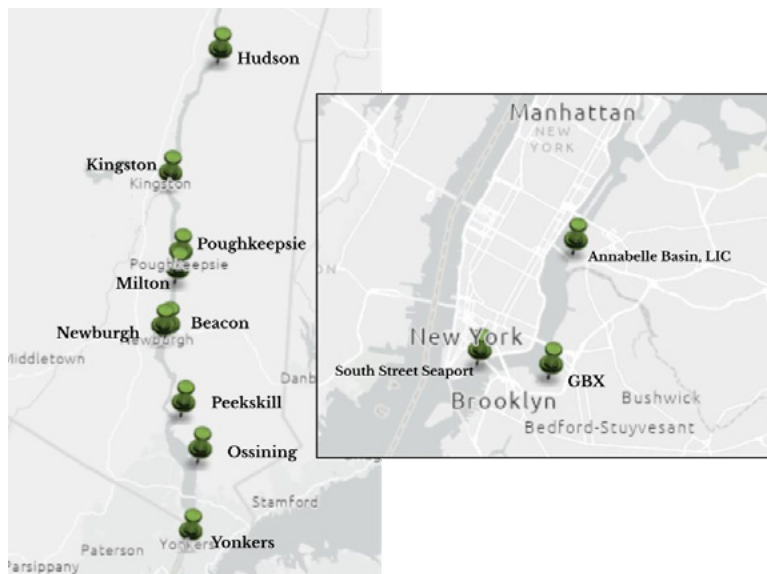 Hudson
Kingston
Kingston
Poughkeepsie
Poughkeepsie
Milton
Newburgh
Beacon
Newburgh
Middletown
Peekskill
Ossining
Stamford
Yonkers
Yonkers
Paterson
Parsippany
Manhattan
NEW
YORK
Annabelle Basin, LIC
New York
South Street Seaport
GBX
Brooklyn
Bushwick
Bedford-Stuyvesant